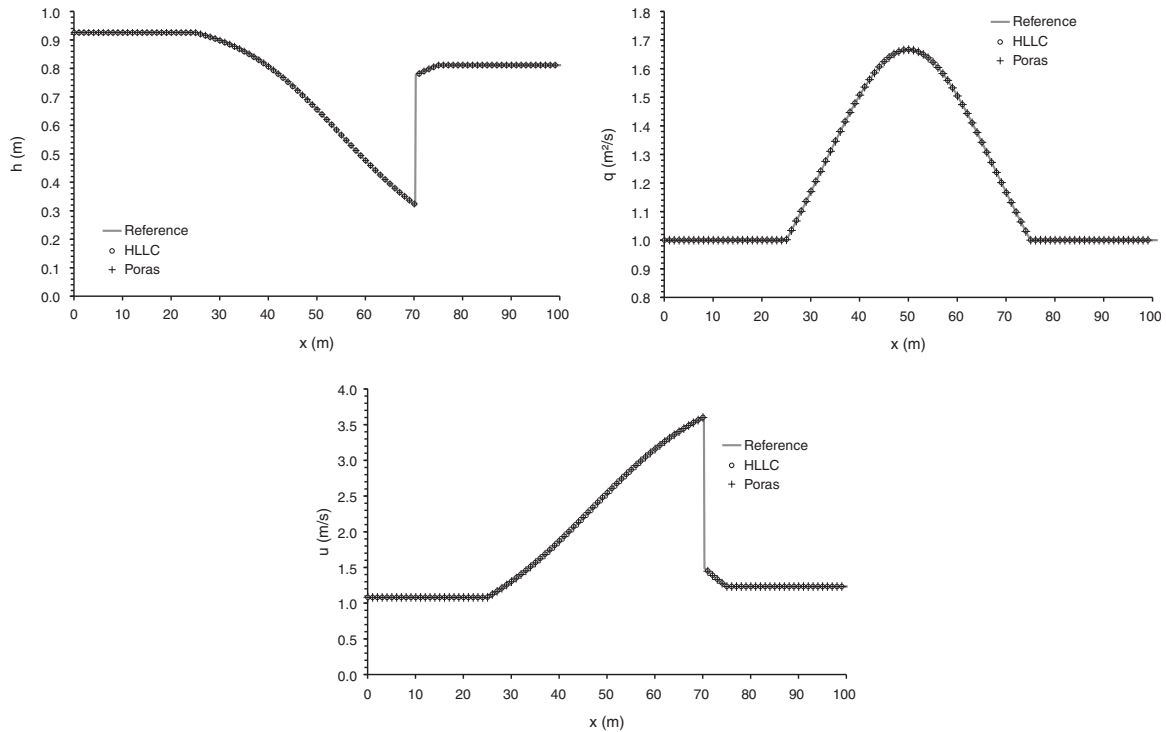 h (m)
1.0
0.9
0.8
0.7
0.6
0.5
0.4
0.3
0.2
0.1
0.0
Reference
HLLC
Poras
0 10 20 30 40 50 60 70 80 90 100
x (m)
q (m²/s)
1.8
1.7
1.6
1.5
1.4
1.3
1.2
1.1
1.0
0.9
0.8
Reference
HLLC
Poras
0 10 20 30 40 50 60 70 80 90 100
x (m)
u (m/s)
4.0
3.5
3.0
2.5
2.0
1.5
1.0
0.5
0.0
Reference
HLLC
Poras
0 10 20 30 40 50 60 70 80 90 100
x (m)